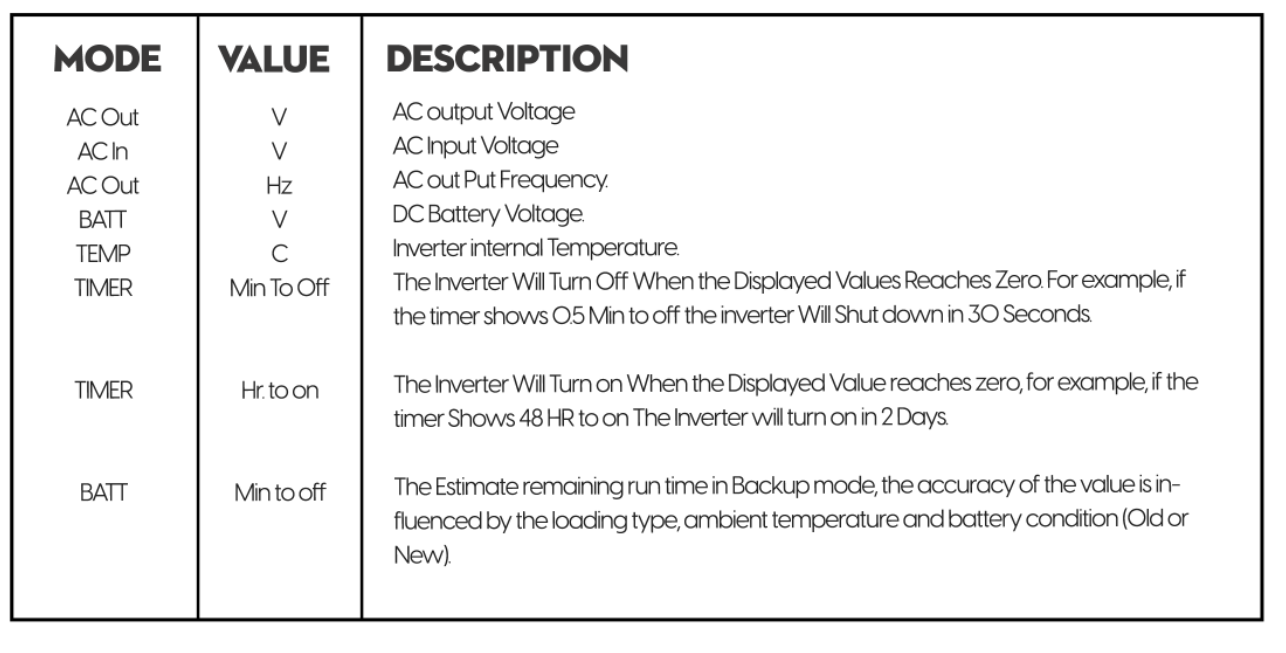 MODE VALUE DESCRIPTION
AC Out V AC output Voltage
AC In V AC Input Voltage
AC Out Hz AC out Put Frequency.
BATT V DC Battery Voltage.
TEMP C Inverter internal Temperature.
TIMER Min To Off The Inverter Will Turn Off When the Displayed Values Reaches Zero. For example, if
the timer shows 0.5 Min to off the inverter Will Shut down in 30 Seconds.
TIMER Hr. to on The Inverter Will Turn on When the Displayed Value reaches zero, for example, if the
timer Shows 48 HR to on The Inverter will turn on in 2 Days.
BATT Min to off The Estimate remaining run time in Backup mode, the accuracy of the value is in-
fluenced by the loading type, ambient temperature and battery condition (Old or
New).